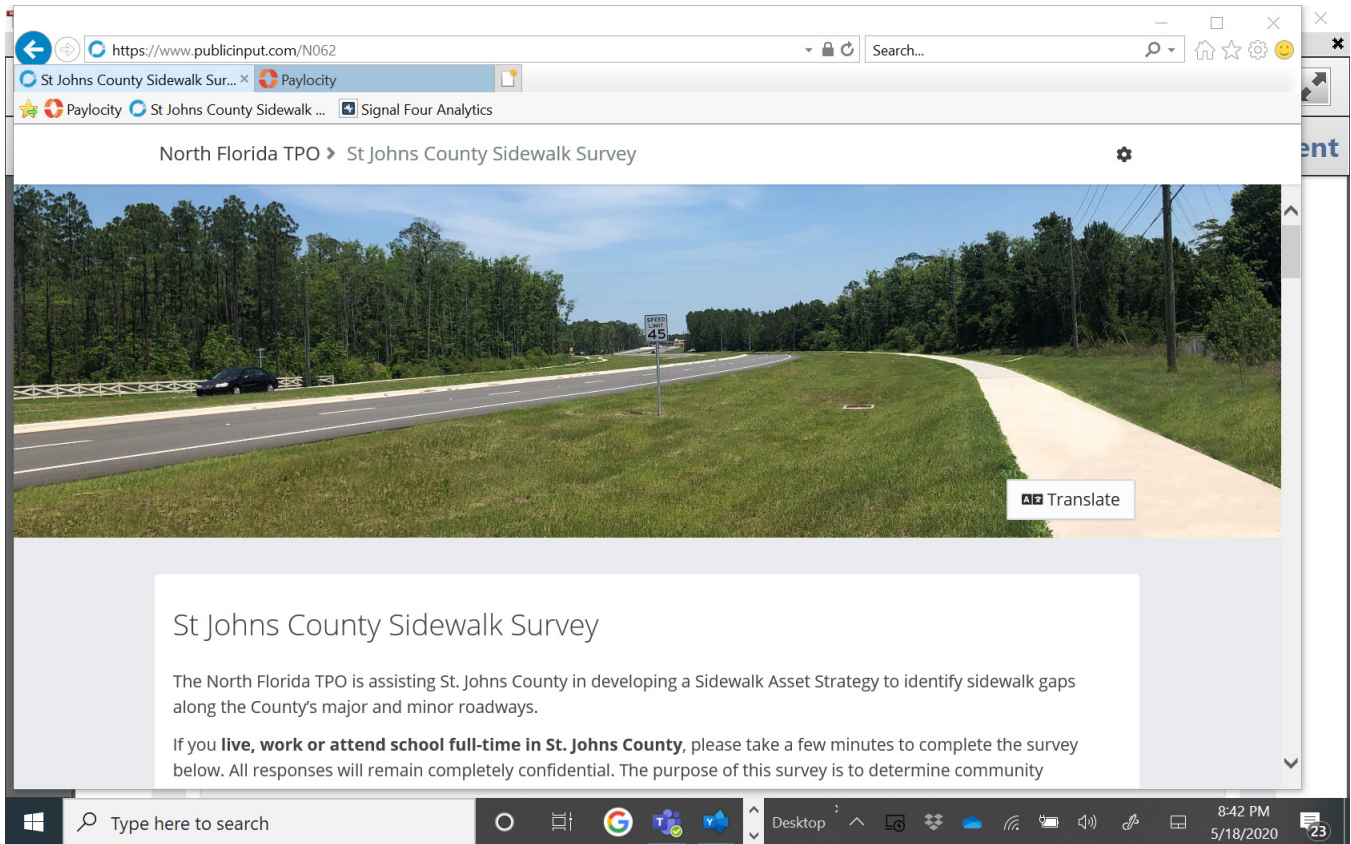 https://www.publicinput.com/N062
Search...
St Johns County Sidewalk Sur...
Paylocity
Paylocity
St Johns County Sidewalk ...
Signal Four Analytics
North Florida TPO
St Johns County Sidewalk Survey
ent
SPEED
LIMIT
45
Translate
St Johns County Sidewalk Survey
The North Florida TPO is assisting St. Johns County in developing a Sidewalk Asset Strategy to identify sidewalk gaps
along the County's major and minor roadways.
If you live, work or attend school full-time in St. Johns County, please take a few minutes to complete the survey
below. All responses will remain completely confidential. The purpose of this survey is to determine community
Type here to search
Desktop
8:42 PM
5/18/2020
23